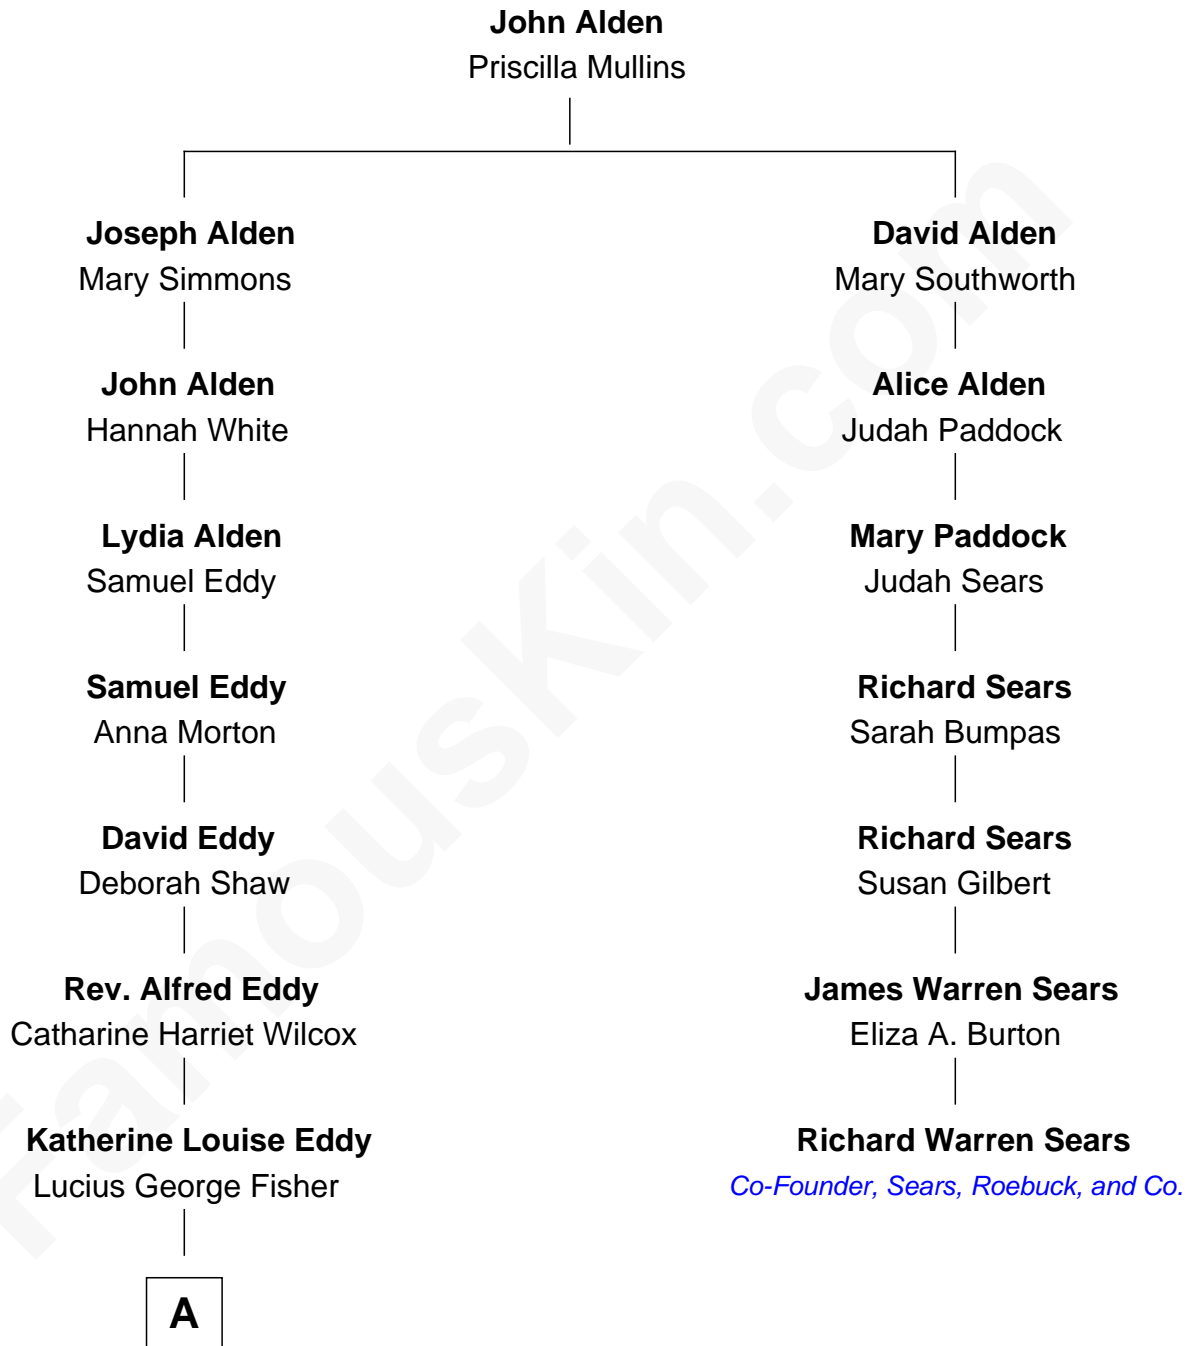 John Alden
Priscilla Mullins
Joseph Alden
Mary Simmons
John Alden
Hannah White
Lydia Alden
Samuel Eddy
Samuel Eddy
Anna Morton
David Eddy
Deborah Shaw
Rev. Alfred Eddy
Catharine Harriet Wilcox
Katherine Louise Eddy
Lucius George Fisher
A
David Alden
Mary Southworth
Alice Alden
Judah Paddock
Mary Paddock
Judah Sears
Richard Sears
Sarah Bumpas
Richard Sears
Susan Gilbert
James Warren Sears
Eliza A. Burton
Richard Warren Sears
Co-Founder, Sears, Roebuck, and Co.
FamousKin.com